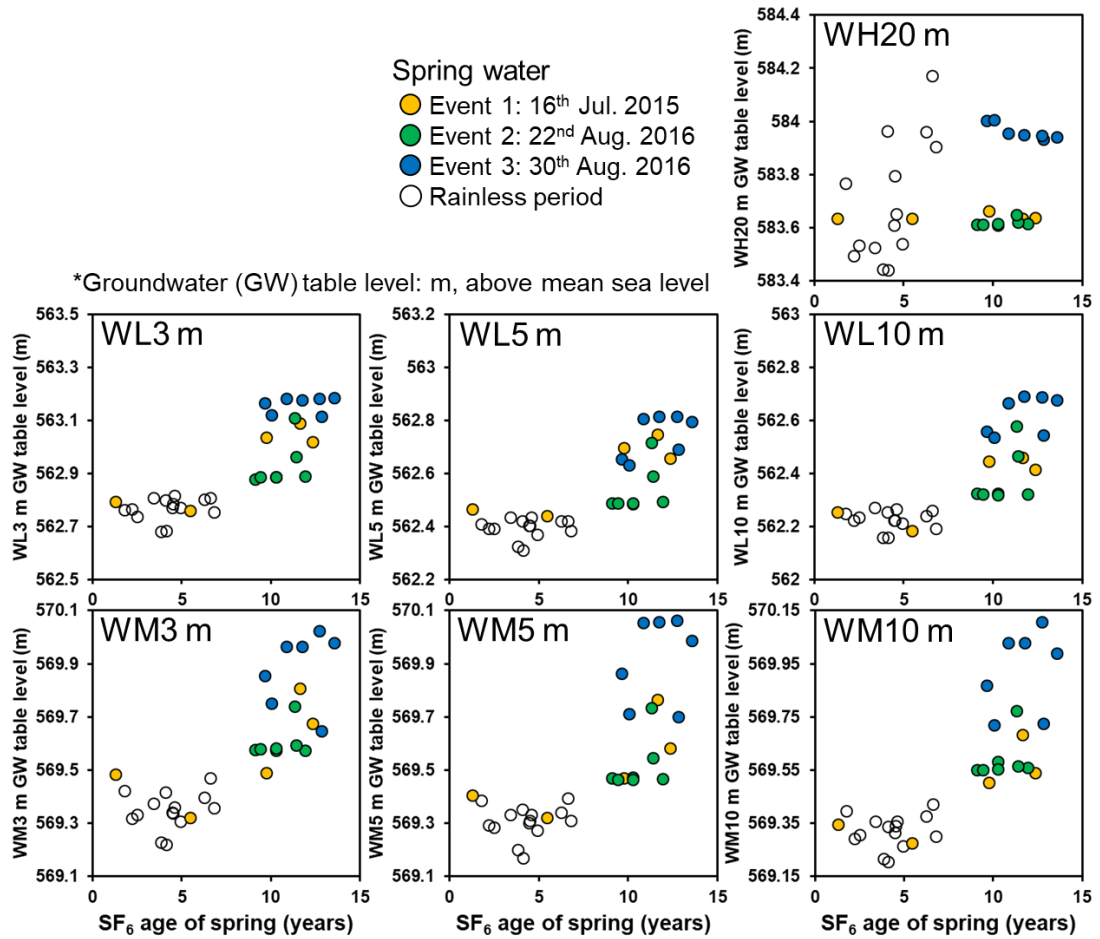 Spring water
Event 1: 16th Jul. 2015
Event 2: 22nd Aug. 2016
Event 3: 30th Aug. 2016
Rainless period
*Groundwater (GW) table level: m, above mean sea level
WH20 m
WH20 m GW table level (m)
584.4
584.2
584
583.8
583.6
583.4
0 5 10 15
WL3 m
WL3 m GW table level (m)
563.5
563.3
563.1
562.9
562.7
562.5
0 5 10 15
WL5 m
WL5 m GW table level (m)
563.2
563
562.8
562.6
562.4
562.2
0 5 10 15
WL10 m
WL10 m GW table level (m)
563
562.8
562.6
562.4
562.2
562
0 5 10 15
WM3 m
WM3 m GW table level (m)
570.1
569.9
569.7
569.5
569.3
569.1
0 5 10 15
SF6 age of spring (years)
WM5 m
WM5 m GW table level (m)
570.1
569.9
569.7
569.5
569.3
569.1
0 5 10 15
SF6 age of spring (years)
WM10 m
WM10 m GW table level (m)
570.15
569.95
569.75
569.55
569.35
569.15
0 5 10 15
SF6 age of spring (years)